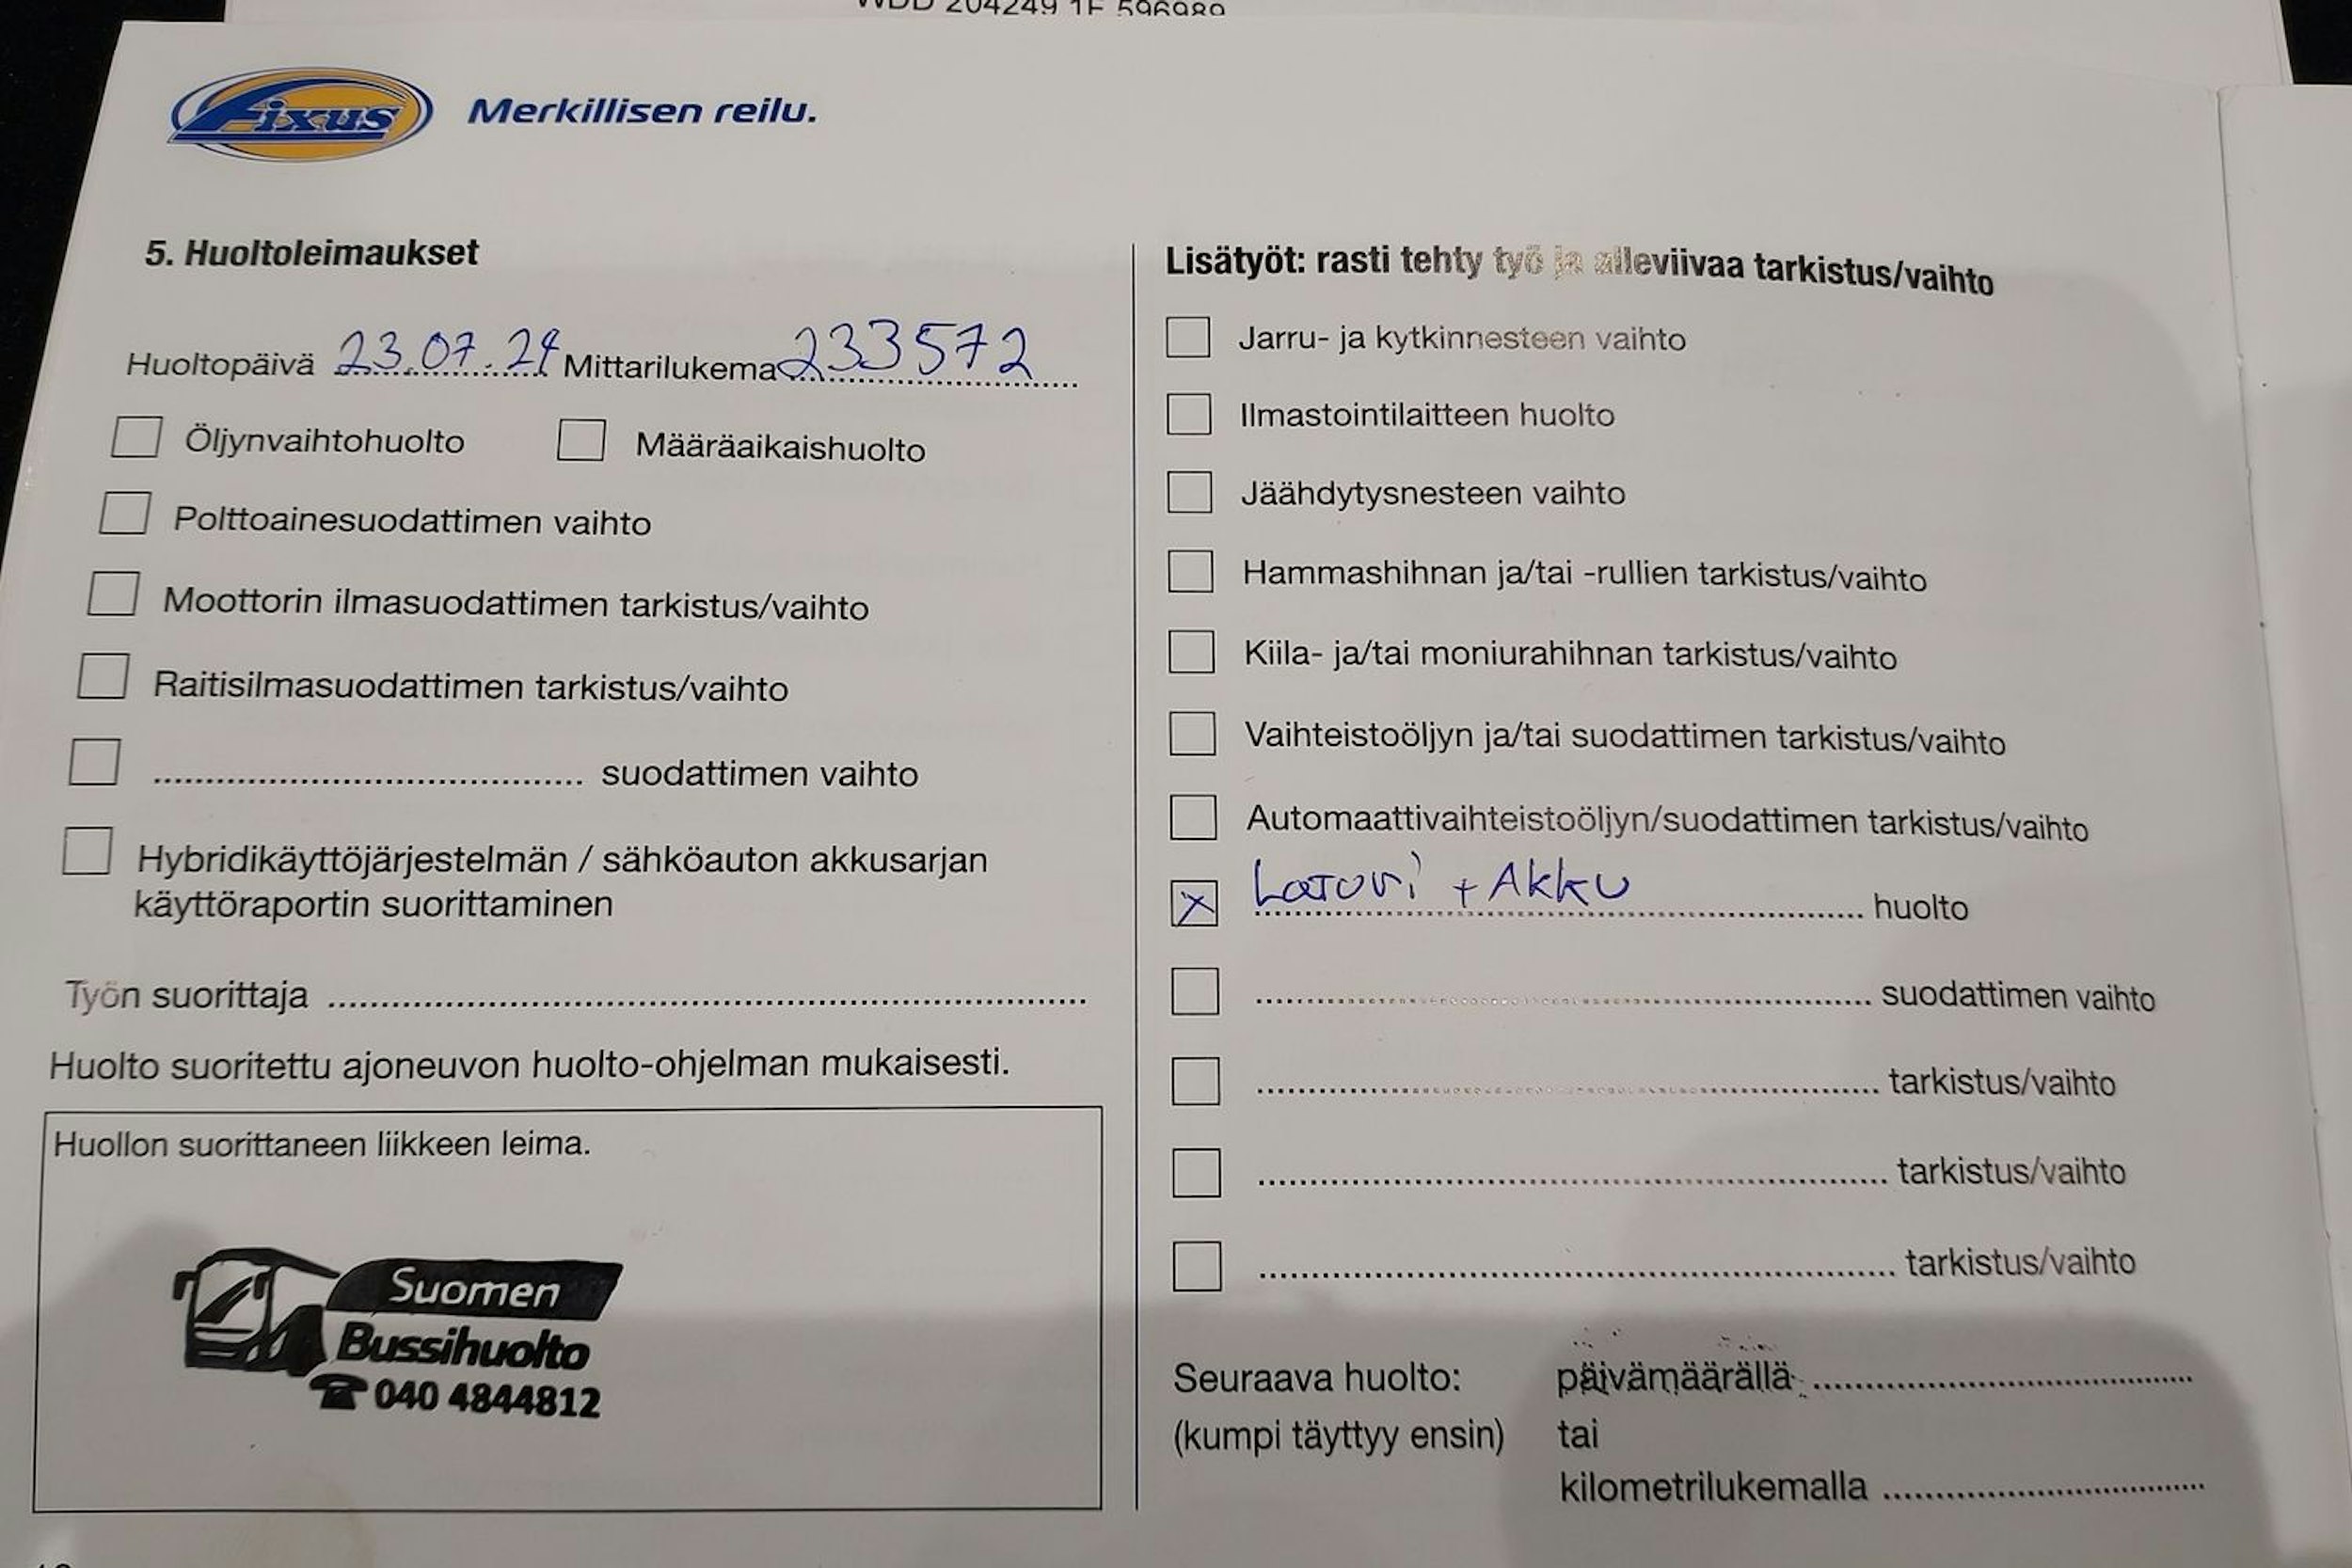 WDD 204249 1F 596989
Fixus Merkillisen reilu.
5. Huoltoleimaukset
Huoltopäivä 23.07.24 Mittarilukema 233572
Öljynvaihtohuolto Määräaikaishuolto
Polttoainesuodattimen vaihto
Moottorin ilmasuodattimen tarkistus/vaihto
Raitisilmasuodattimen tarkistus/vaihto
suodattimen vaihto
Hybridikäyttöjärjestelmän / sähköauton akkusarjan
käyttöraportin suorittaminen
Työn suorittaja
Huolto suoritettu ajoneuvon huolto-ohjelman mukaisesti.
Huollon suorittaneen liikkeen leima.
Suomen
Bussihuolto
040 4844812
Lisätyöt: rasti tehty työ ja alleviivaa tarkistus/vaihto
Jarru- ja kytkinnesteen vaihto
Ilmastointilaitteen huolto
Jäähdytysnesteen vaihto
Hammashihnan ja/tai -rullien tarkistus/vaihto
Kiila- ja/tai moniurahihnan tarkistus/vaihto
Vaihteistoöljyn ja/tai suodattimen tarkistus/vaihto
Automaattivaihteistoöljyn/suodattimen tarkistus/vaihto
x Laturi + Akku huolto
suodattimen vaihto
tarkistus/vaihto
tarkistus/vaihto
tarkistus/vaihto
Seuraava huolto: päivämäärällä
(kumpi täyttyy ensin) tai
kilometrilukemalla